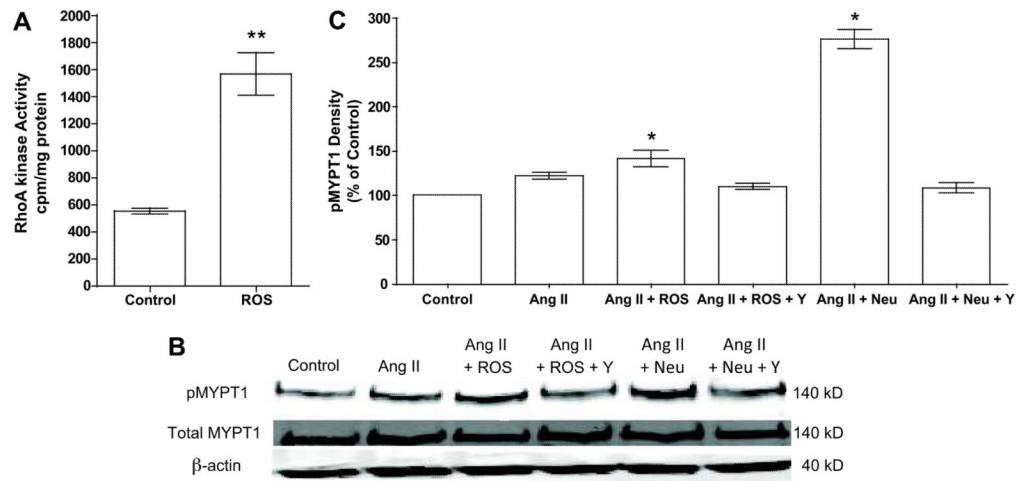 A
RhoA kinase Activity
cpm/mg protein
2000
1800
1600
1400
1200
1000
800
600
400
200
0
**
Control
ROS
C
pMYPT1 Density
(% of Control)
300
250
200
150
100
50
0
*
*
Control
Ang II
Ang II + ROS
Ang II + ROS + Y
Ang II + Neu
Ang II + Neu + Y
B
Control
Ang II
Ang II
+ ROS
Ang II
+ ROS + Y
Ang II
+ Neu
Ang II
+ Neu + Y
pMYPT1
140 kD
Total MYPT1
140 kD
β-actin
40 kD